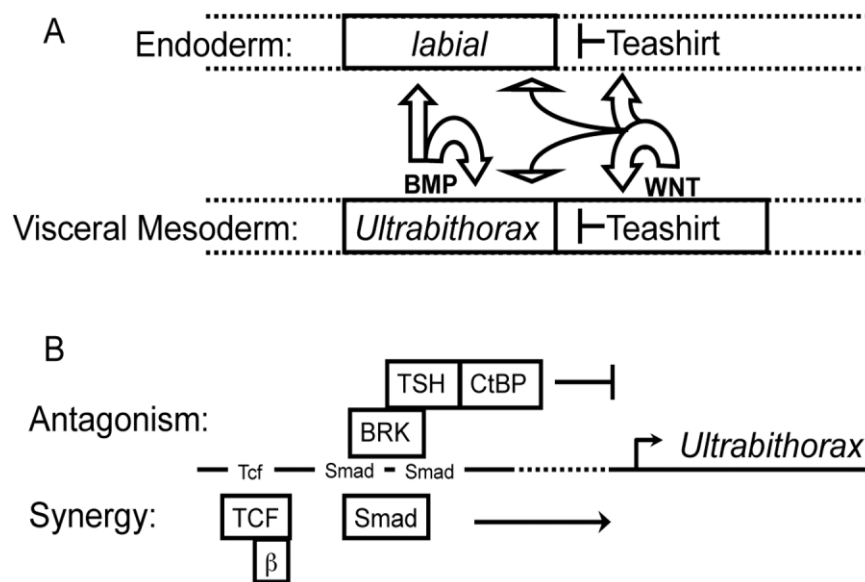 A
Endoderm: labial Teashirt
BMP WNT
Visceral Mesoderm: Ultrabithorax Teashirt
B
TSH CtBP
Antagonism:
BRK
Ultrabithorax
Tcf Smad Smad
Synergy: TCF Smad
β